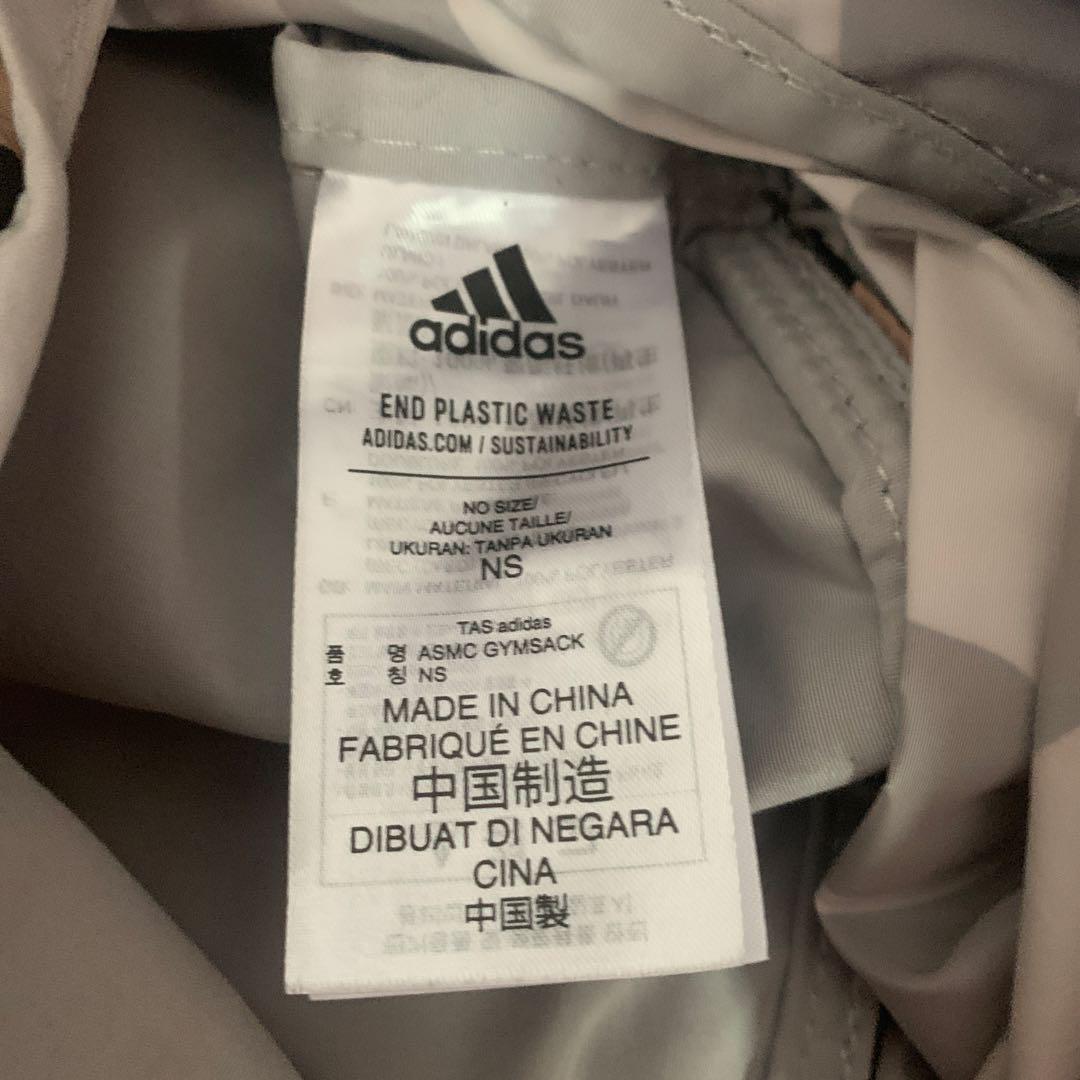 adidas
END PLASTIC WASTE
ADIDAS.COM / SUSTAINABILITY
NO SIZE/
AUCUNE TAILLE/
UKURAN: TANPA UKURAN
NS
TAS adidas
품 명 ASMC GYMSACK
호 칭 NS
MADE IN CHINA
FABRIQUÉ EN CHINE
中国制造
DIBUAT DI NEGARA
CINA
中国製